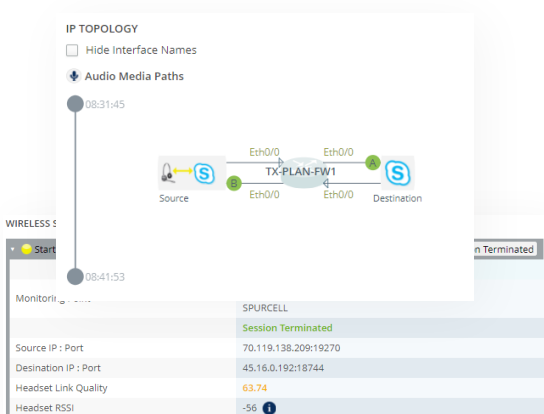 IP TOPOLOGY
Hide Interface Names
Audio Media Paths
08:31:45
Eth0/0 Eth0/0
TX-PLAN-FW1
A
S S
B
Eth0/0 Eth0/0
Source Destination
WIRELESS S
Start n Terminated
08:41:53
Monitoring
SPURCELL
Session Terminated
Source IP : Port 70.119.138.209:19270
Desination IP : Port 45.16.0.192:18744
Headset Link Quality 63.74
Headset RSSI -56 i